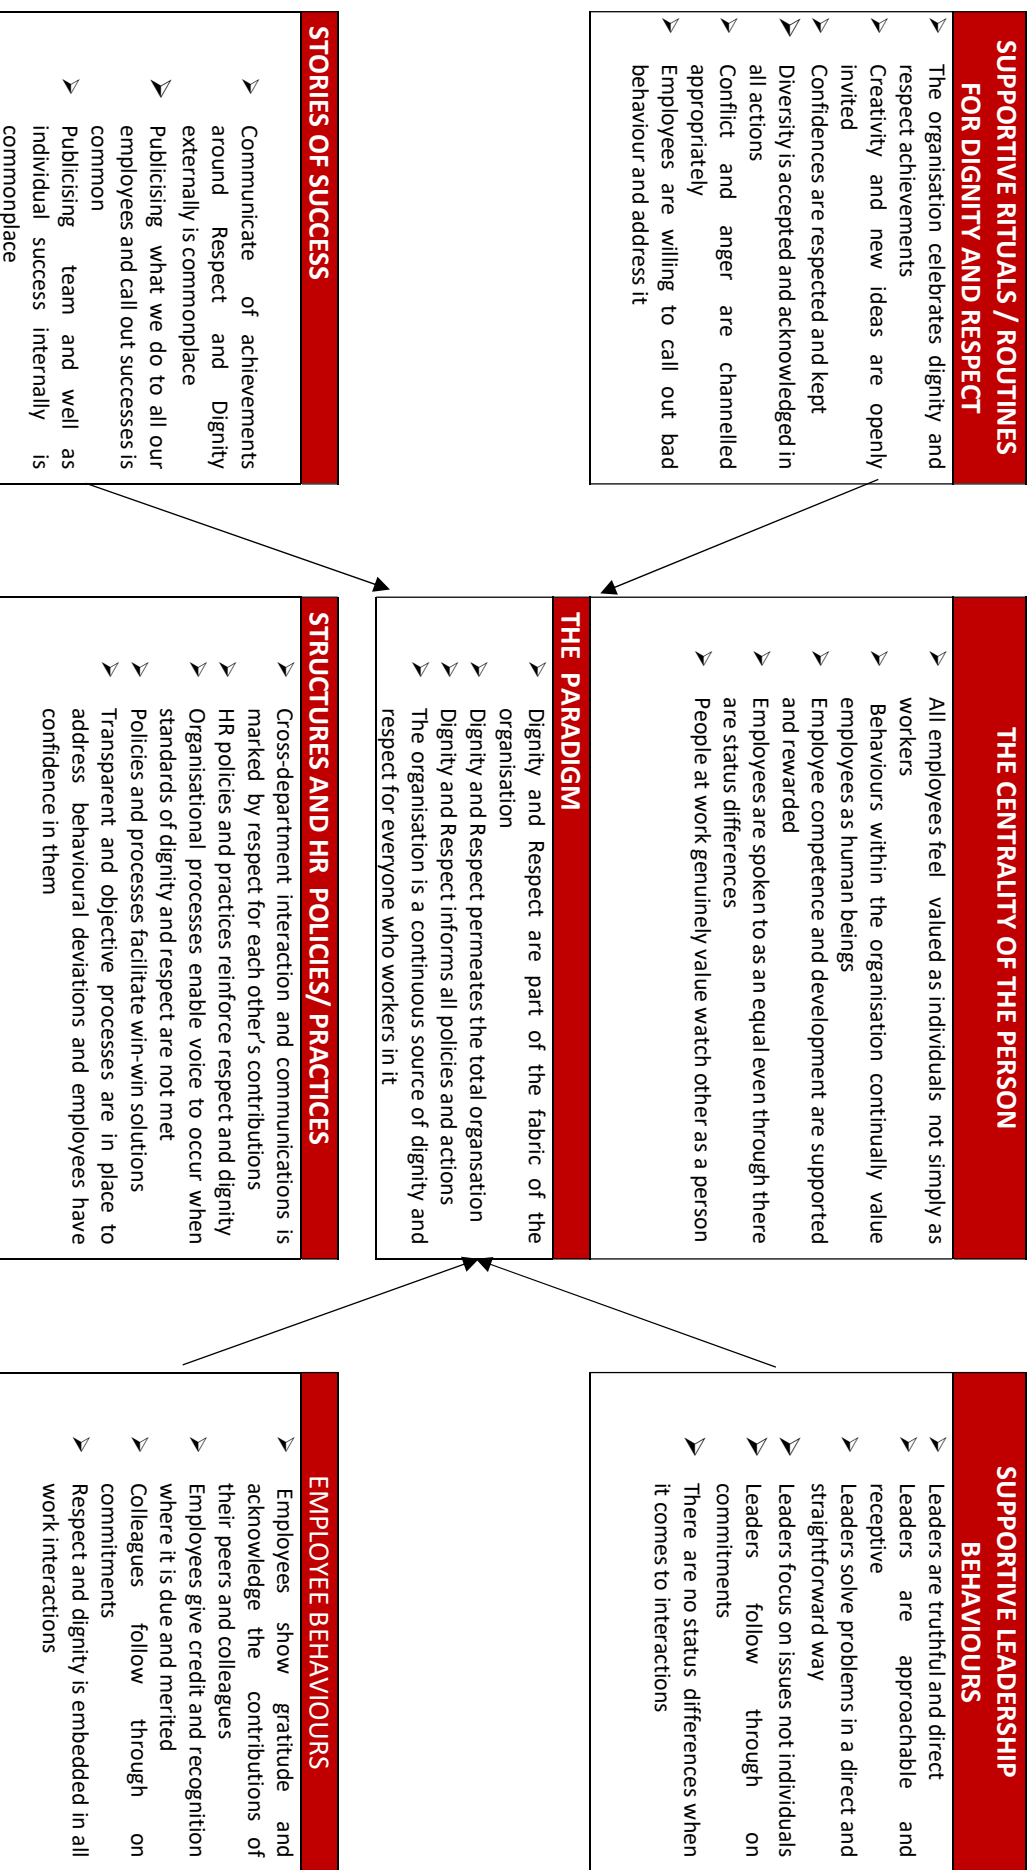 SUPPORTIVE RITUALS / ROUTINES
FOR DIGNITY AND RESPECT
➢ The organisation celebrates dignity and
respect achievements
➢ Creativity and new ideas are openly
invited
➢ Confidences are respected and kept
➢ Diversity is accepted and acknowledged in
all actions
➢ Conflict and anger are channelled
appropriately
➢ Employees are willing to call out bad
behaviour and address it
THE CENTRALITY OF THE PERSON
➢ All employees feel valued as individuals not simply as
workers
➢ Behaviours within the organisation continually value
employees as human beings
➢ Employee competence and development are supported
and rewarded
➢ Employees are spoken to as an equal even through there
are status differences
➢ People at work genuinely value watch other as a person
SUPPORTIVE LEADERSHIP
BEHAVIOURS
➢ Leaders are truthful and direct
➢ Leaders are approachable and
receptive
➢ Leaders solve problems in a direct and
straightforward way
➢ Leaders focus on issues not individuals
➢ Leaders follow through on
commitments
➢ There are no status differences when
it comes to interactions
THE PARADIGM
➢ Dignity and Respect are part of the fabric of the
organisation
➢ Dignity and Respect permeates the total organsation
➢ Dignity and Respect informs all policies and actions
➢ The organisation is a continuous source of dignity and
respect for everyone who workers in it
STORIES OF SUCCESS
➢ Communicate of achievements
around Respect and Dignity
externally is commonplace
➢ Publicising what we do to all our
employees and call out successes is
common
➢ Publicising team and well as
individual success internally is
commonplace
STRUCTURES AND HR POLICIES/ PRACTICES
➢ Cross-department interaction and communications is
marked by respect for each other's contributions
➢ HR policies and practices reinforce respect and dignity
➢ Organisational processes enable voice to occur when
standards of dignity and respect are not met
➢ Policies and processes facilitate win-win solutions
➢ Transparent and objective processes are in place to
address behavioural deviations and employees have
confidence in them
EMPLOYEE BEHAVIOURS
➢ Employees show gratitude and
acknowledge the contributions of
their peers and colleagues
➢ Employees give credit and recognition
where it is due and merited
➢ Colleagues follow through on
commitments
➢ Respect and dignity is embedded in all
work interactions